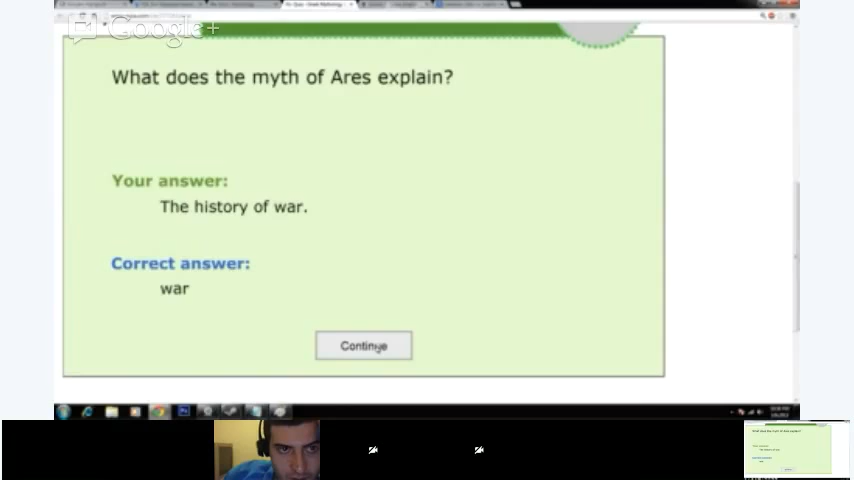 Google+
What does the myth of Ares explain?
Your answer:
The history of war.
Correct answer:
war
Continue